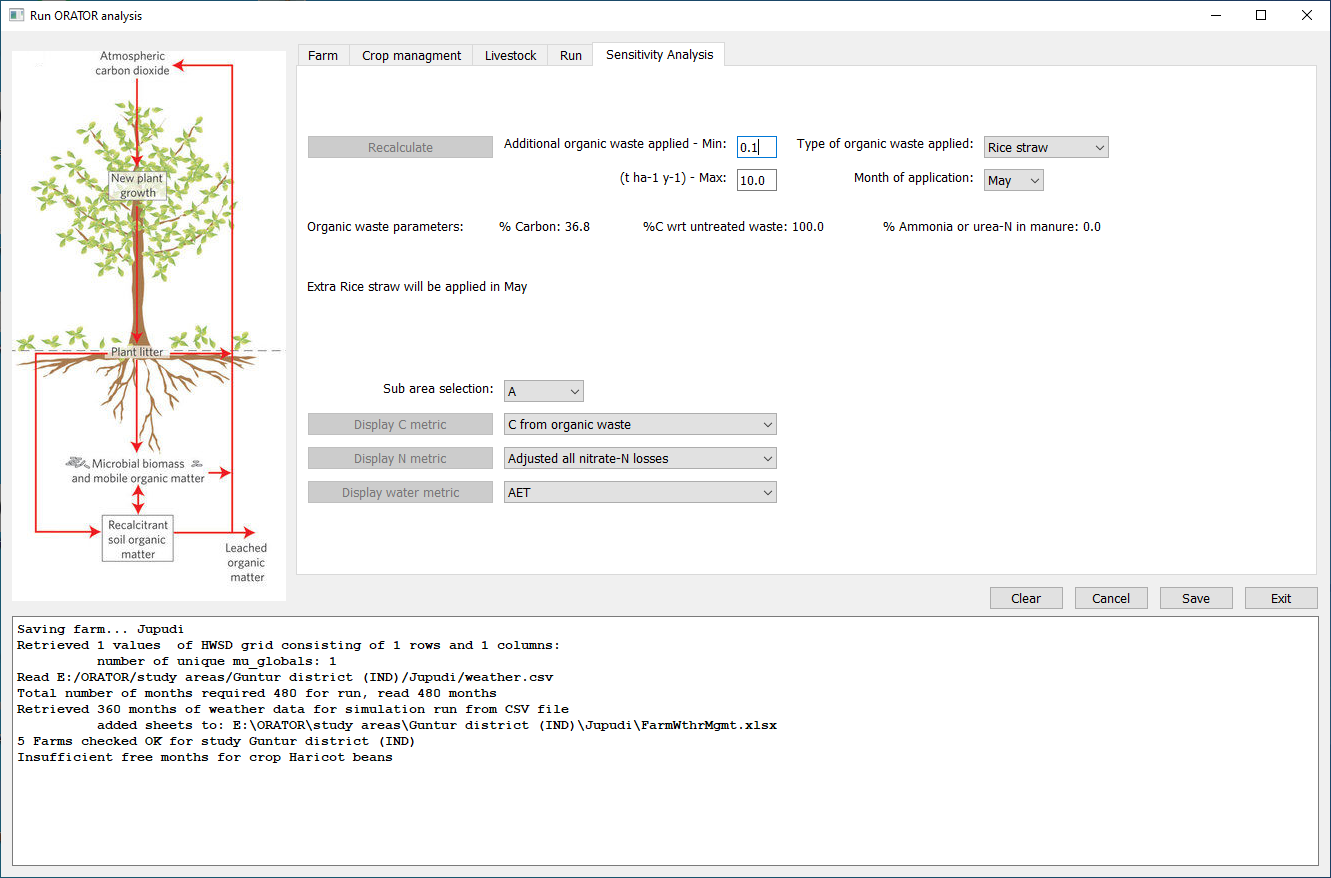 Run ORATOR analysis
Farm
Crop managment
Livestock
Run
Sensitivity Analysis
Atmospheric
carbon dioxide
New plant
growth
Plant litter
Microbial biomass
and mobile organic matter
Recalcitrant
soil organic
matter
Leached
organic
matter
Recalculate
Additional organic waste applied - Min:
0.1
Type of organic waste applied:
Rice straw
(t ha-1 y-1) - Max:
10.0
Month of application:
May
Organic waste parameters:
% Carbon: 36.8
%C wrt untreated waste: 100.0
% Ammonia or urea-N in manure: 0.0
Extra Rice straw will be applied in May
Sub area selection:
A
Display C metric
C from organic waste
Display N metric
Adjusted all nitrate-N losses
Display water metric
AET
Clear
Cancel
Save
Exit
Saving farm... Jupudi
Retrieved 1 values  of HWSD grid consisting of 1 rows and 1 columns:
number of unique mu_globals: 1
Read E:/ORATOR/study areas/Guntur district (IND)/Jupudi/weather.csv
Total number of months required 480 for run, read 480 months
Retrieved 360 months of weather data for simulation run from CSV file
added sheets to: E:\ORATOR\study areas\Guntur district (IND)\Jupudi\FarmWthrMgmt.xlsx
5 Farms checked OK for study Guntur district (IND)
Insufficient free months for crop Haricot beans